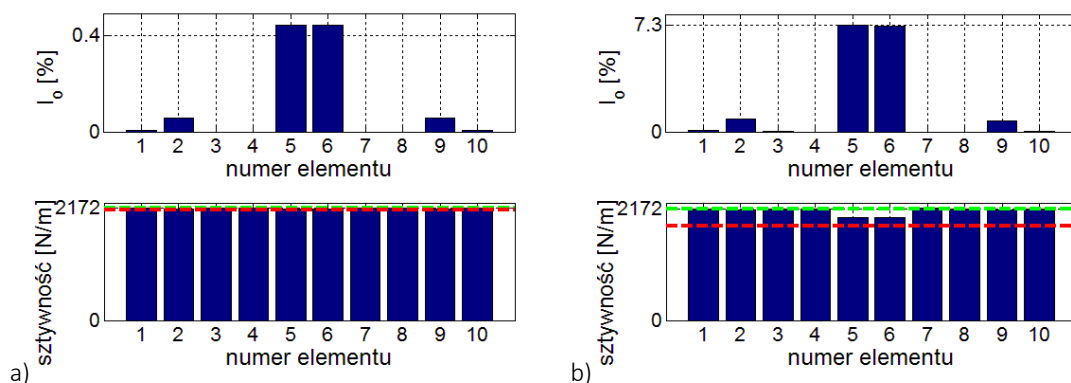 0.4
0
I_o [%]
1 2 3 4 5 6 7 8 9 10
numer elementu
2172
0
sztywność [N/m]
1 2 3 4 5 6 7 8 9 10
numer elementu
a)
7.3
0
I_o [%]
1 2 3 4 5 6 7 8 9 10
numer elementu
2172
0
sztywność [N/m]
1 2 3 4 5 6 7 8 9 10
numer elementu
b)